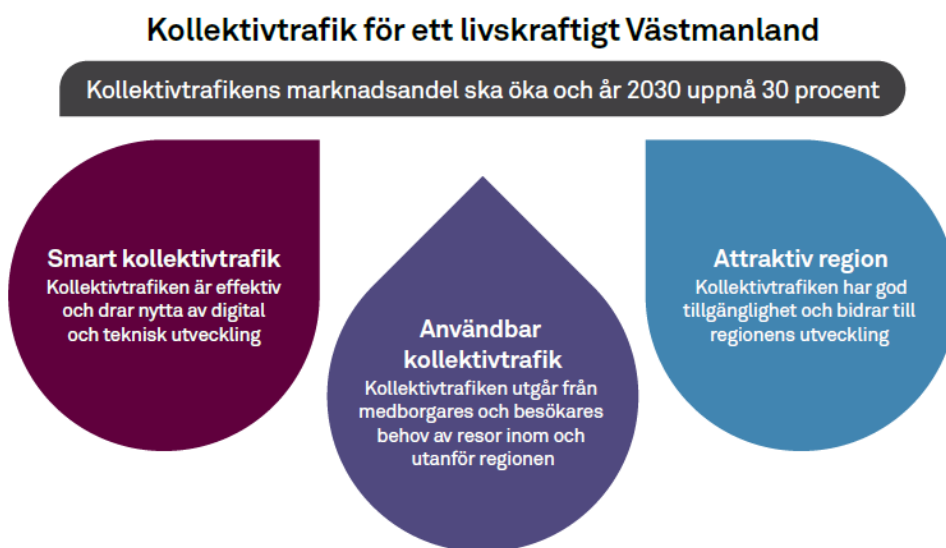 Kollektivtrafik för ett livskraftigt Västmanland
Kollektivtrafikens marknadsandel ska öka och år 2030 uppnå 30 procent
Smart kollektivtrafik
Kollektivtrafiken är effektiv
och drar nytta av digital
och teknisk utveckling
Användbar
kollektivtrafik
Kollektivtrafiken utgår från
medborgares och besökares
behov av resor inom och
utanför regionen
Attraktiv region
Kollektivtrafiken har god
tillgänglighet och bidrar till
regionens utveckling